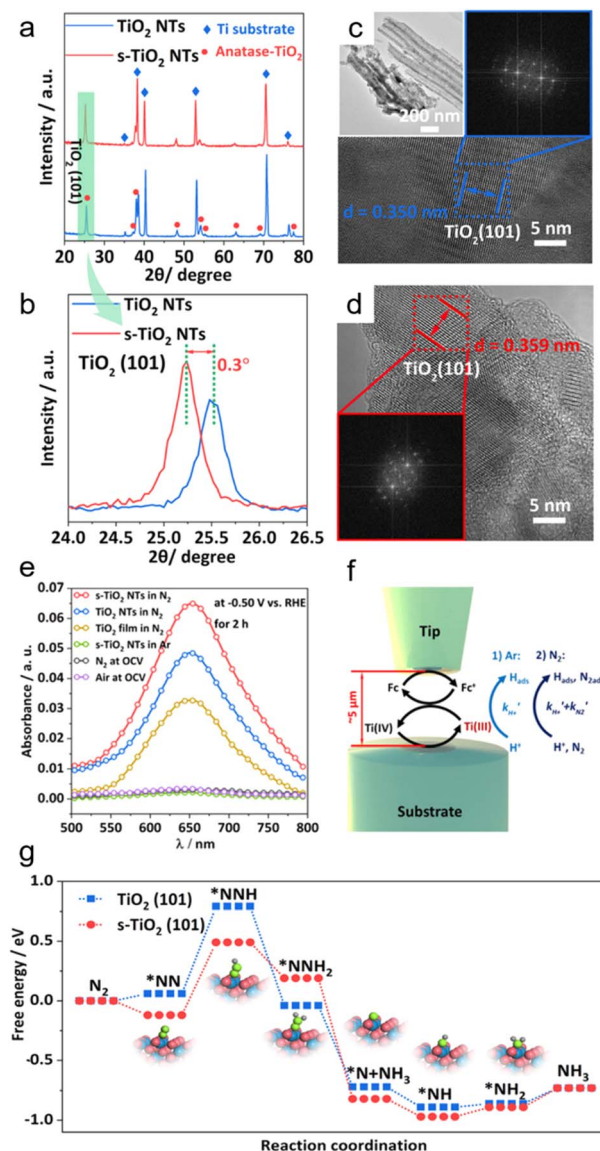 a
TiO2 NTs
s-TiO2 NTs
Ti substrate
Anatase-TiO2
Intensity / a.u.
TiO2 (101)
20 30 40 50 60 70 80
2θ/ degree
b
TiO2 NTs
s-TiO2 NTs
TiO2 (101)
0.3°
Intensity / a.u.
24.0 24.5 25.0 25.5 26.0 26.5
2θ/ degree
c
200 nm
d = 0.350 nm
TiO2(101)
5 nm
d
d = 0.359 nm
TiO2(101)
5 nm
e
s-TiO2 NTs in N2
TiO2 NTs in N2
TiO2 film in N2
s-TiO2 NTs in Ar
N2 at OCV
Air at OCV
at -0.50 V vs. RHE
for 2 h
Absorbance / a. u.
0.07
0.06
0.05
0.04
0.03
0.02
0.01
0.00
500 550 600 650 700 750 800
λ / nm
f
Tip
Fc Fc+
~5 μm
Ti(IV) Ti(III)
Substrate
1) Ar: 2) N2:
Hads Hads, N2ad
kH+' kH+'+kN2'
H+ H+, N2
g
TiO2 (101)
s-TiO2 (101)
Free energy / eV
1.0
0.5
0.0
-0.5
-1.0
N2
*NN
*NNH
*NNH2
*N+NH3
*NH
*NH2
NH3
Reaction coordination